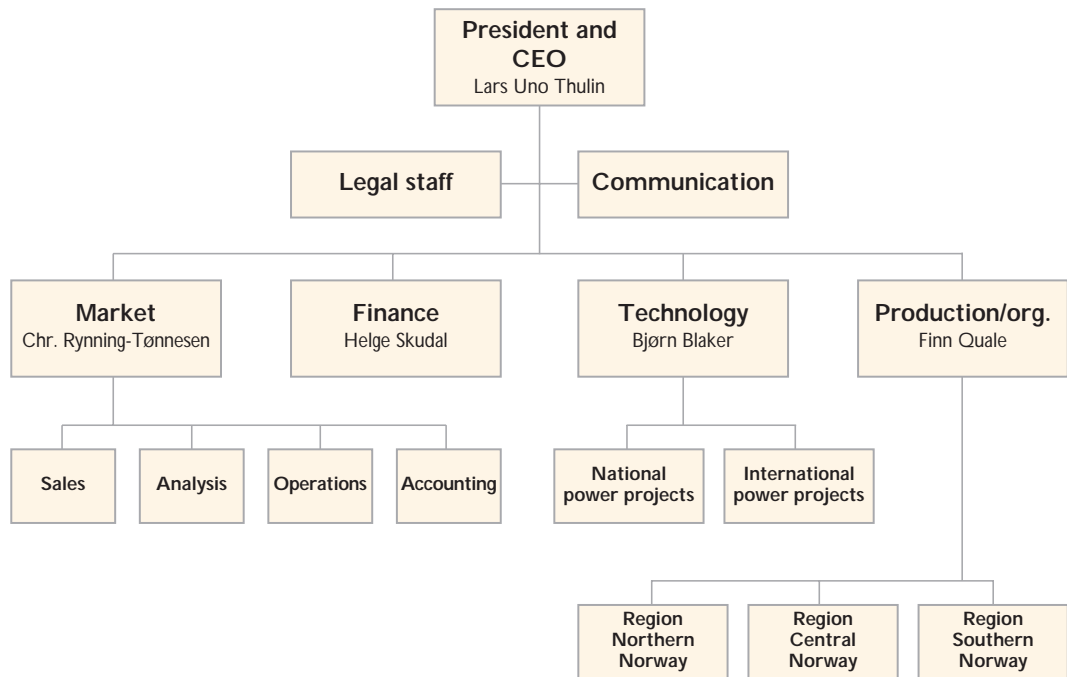 President and
CEO
Lars Uno Thulin
Legal staff
Communication
Market
Chr. Rynning-Tønnesen
Finance
Helge Skudal
Technology
Bjørn Blaker
Production/org.
Finn Quale
Sales
Analysis
Operations
Accounting
National
power projects
International
power projects
Region
Northern
Norway
Region
Central
Norway
Region
Southern
Norway